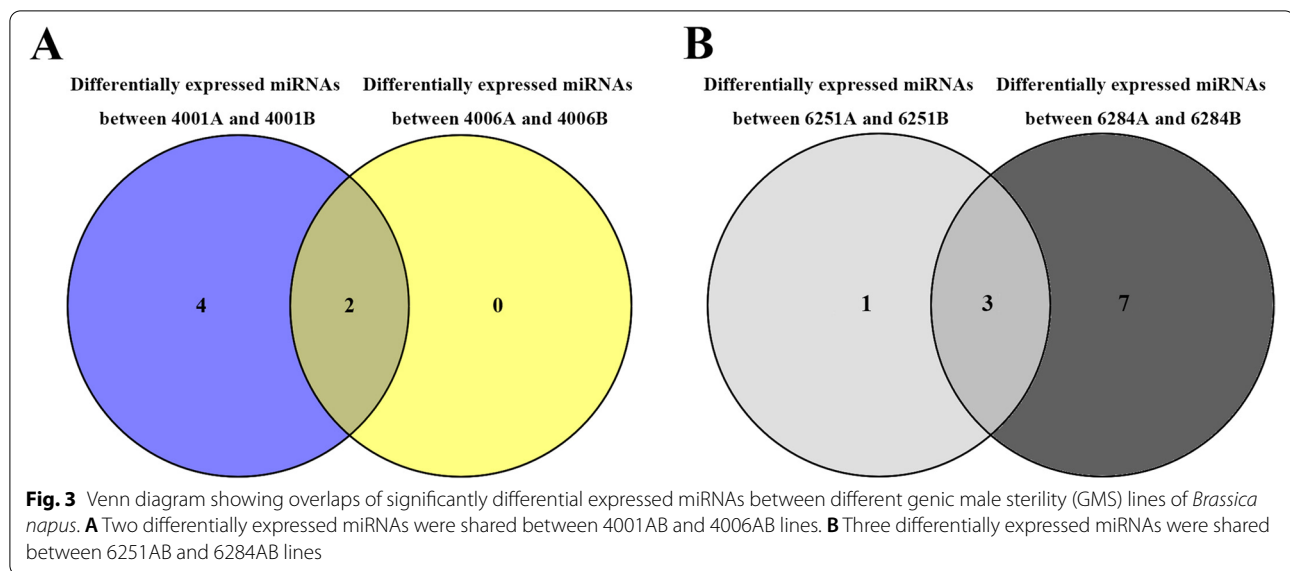 A
B
Differentially expressed miRNAs
between 4001A and 4001B
Differentially expressed miRNAs
between 4006A and 4006B
Differentially expressed miRNAs
between 6251A and 6251B
Differentially expressed miRNAs
between 6284A and 6284B
4
2
0
1
3
7
Fig. 3 Venn diagram showing overlaps of significantly differential expressed miRNAs between different genic male sterility (GMS) lines of Brassica
napus. A Two differentially expressed miRNAs were shared between 4001AB and 4006AB lines. B Three differentially expressed miRNAs were shared
between 6251AB and 6284AB lines